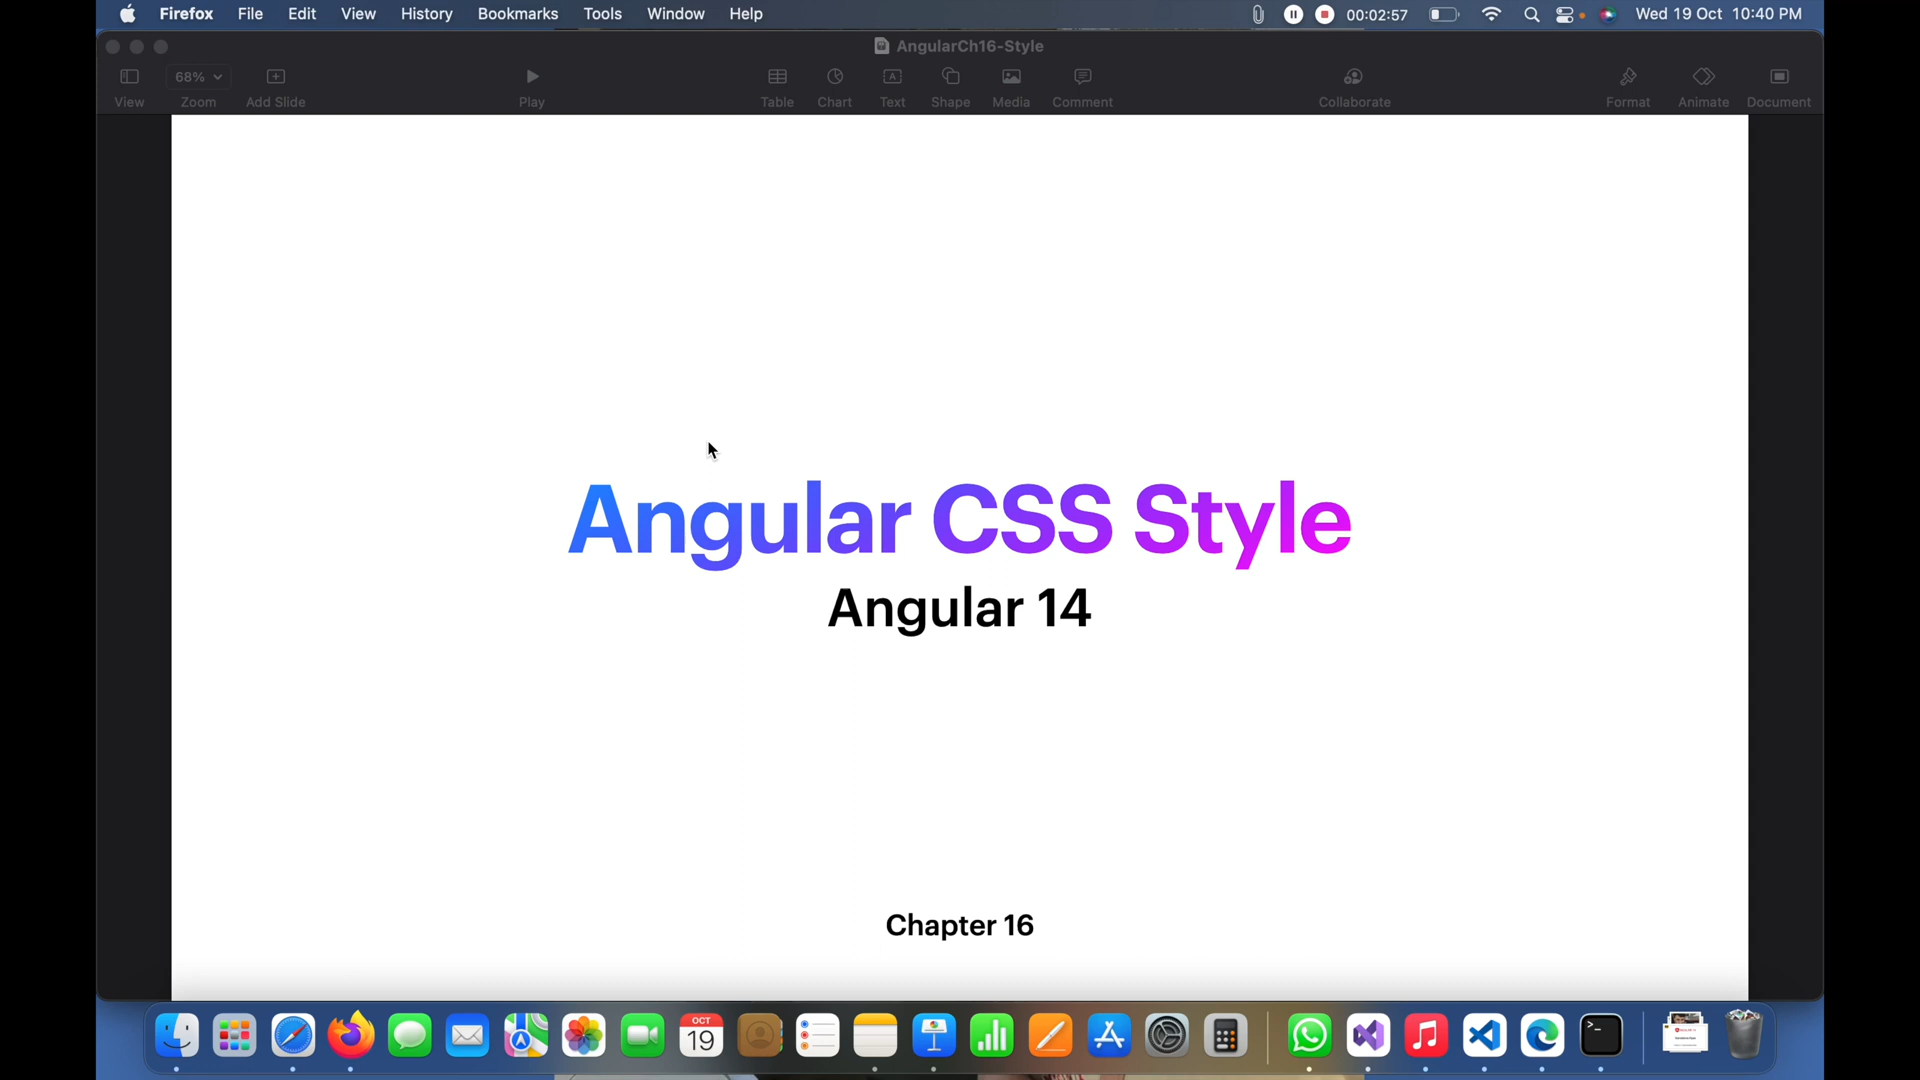 Firefox File Edit View History Bookmarks Tools Window Help 00:02:57 Wed 19 Oct 10:40 PM
AngularCh16-Style
68%
View Zoom Add Slide Play Table Chart Text Shape Media Comment Collaborate Format Animate Document
Angular CSS Style
Angular 14
Chapter 16
OCT
19